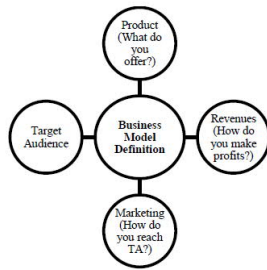 Product
(What do
you
offer?)
Target
Audience
Business
Model
Definition
Revenues
(How do
you make
profits?)
Marketing
(How do
you reach
TA?)